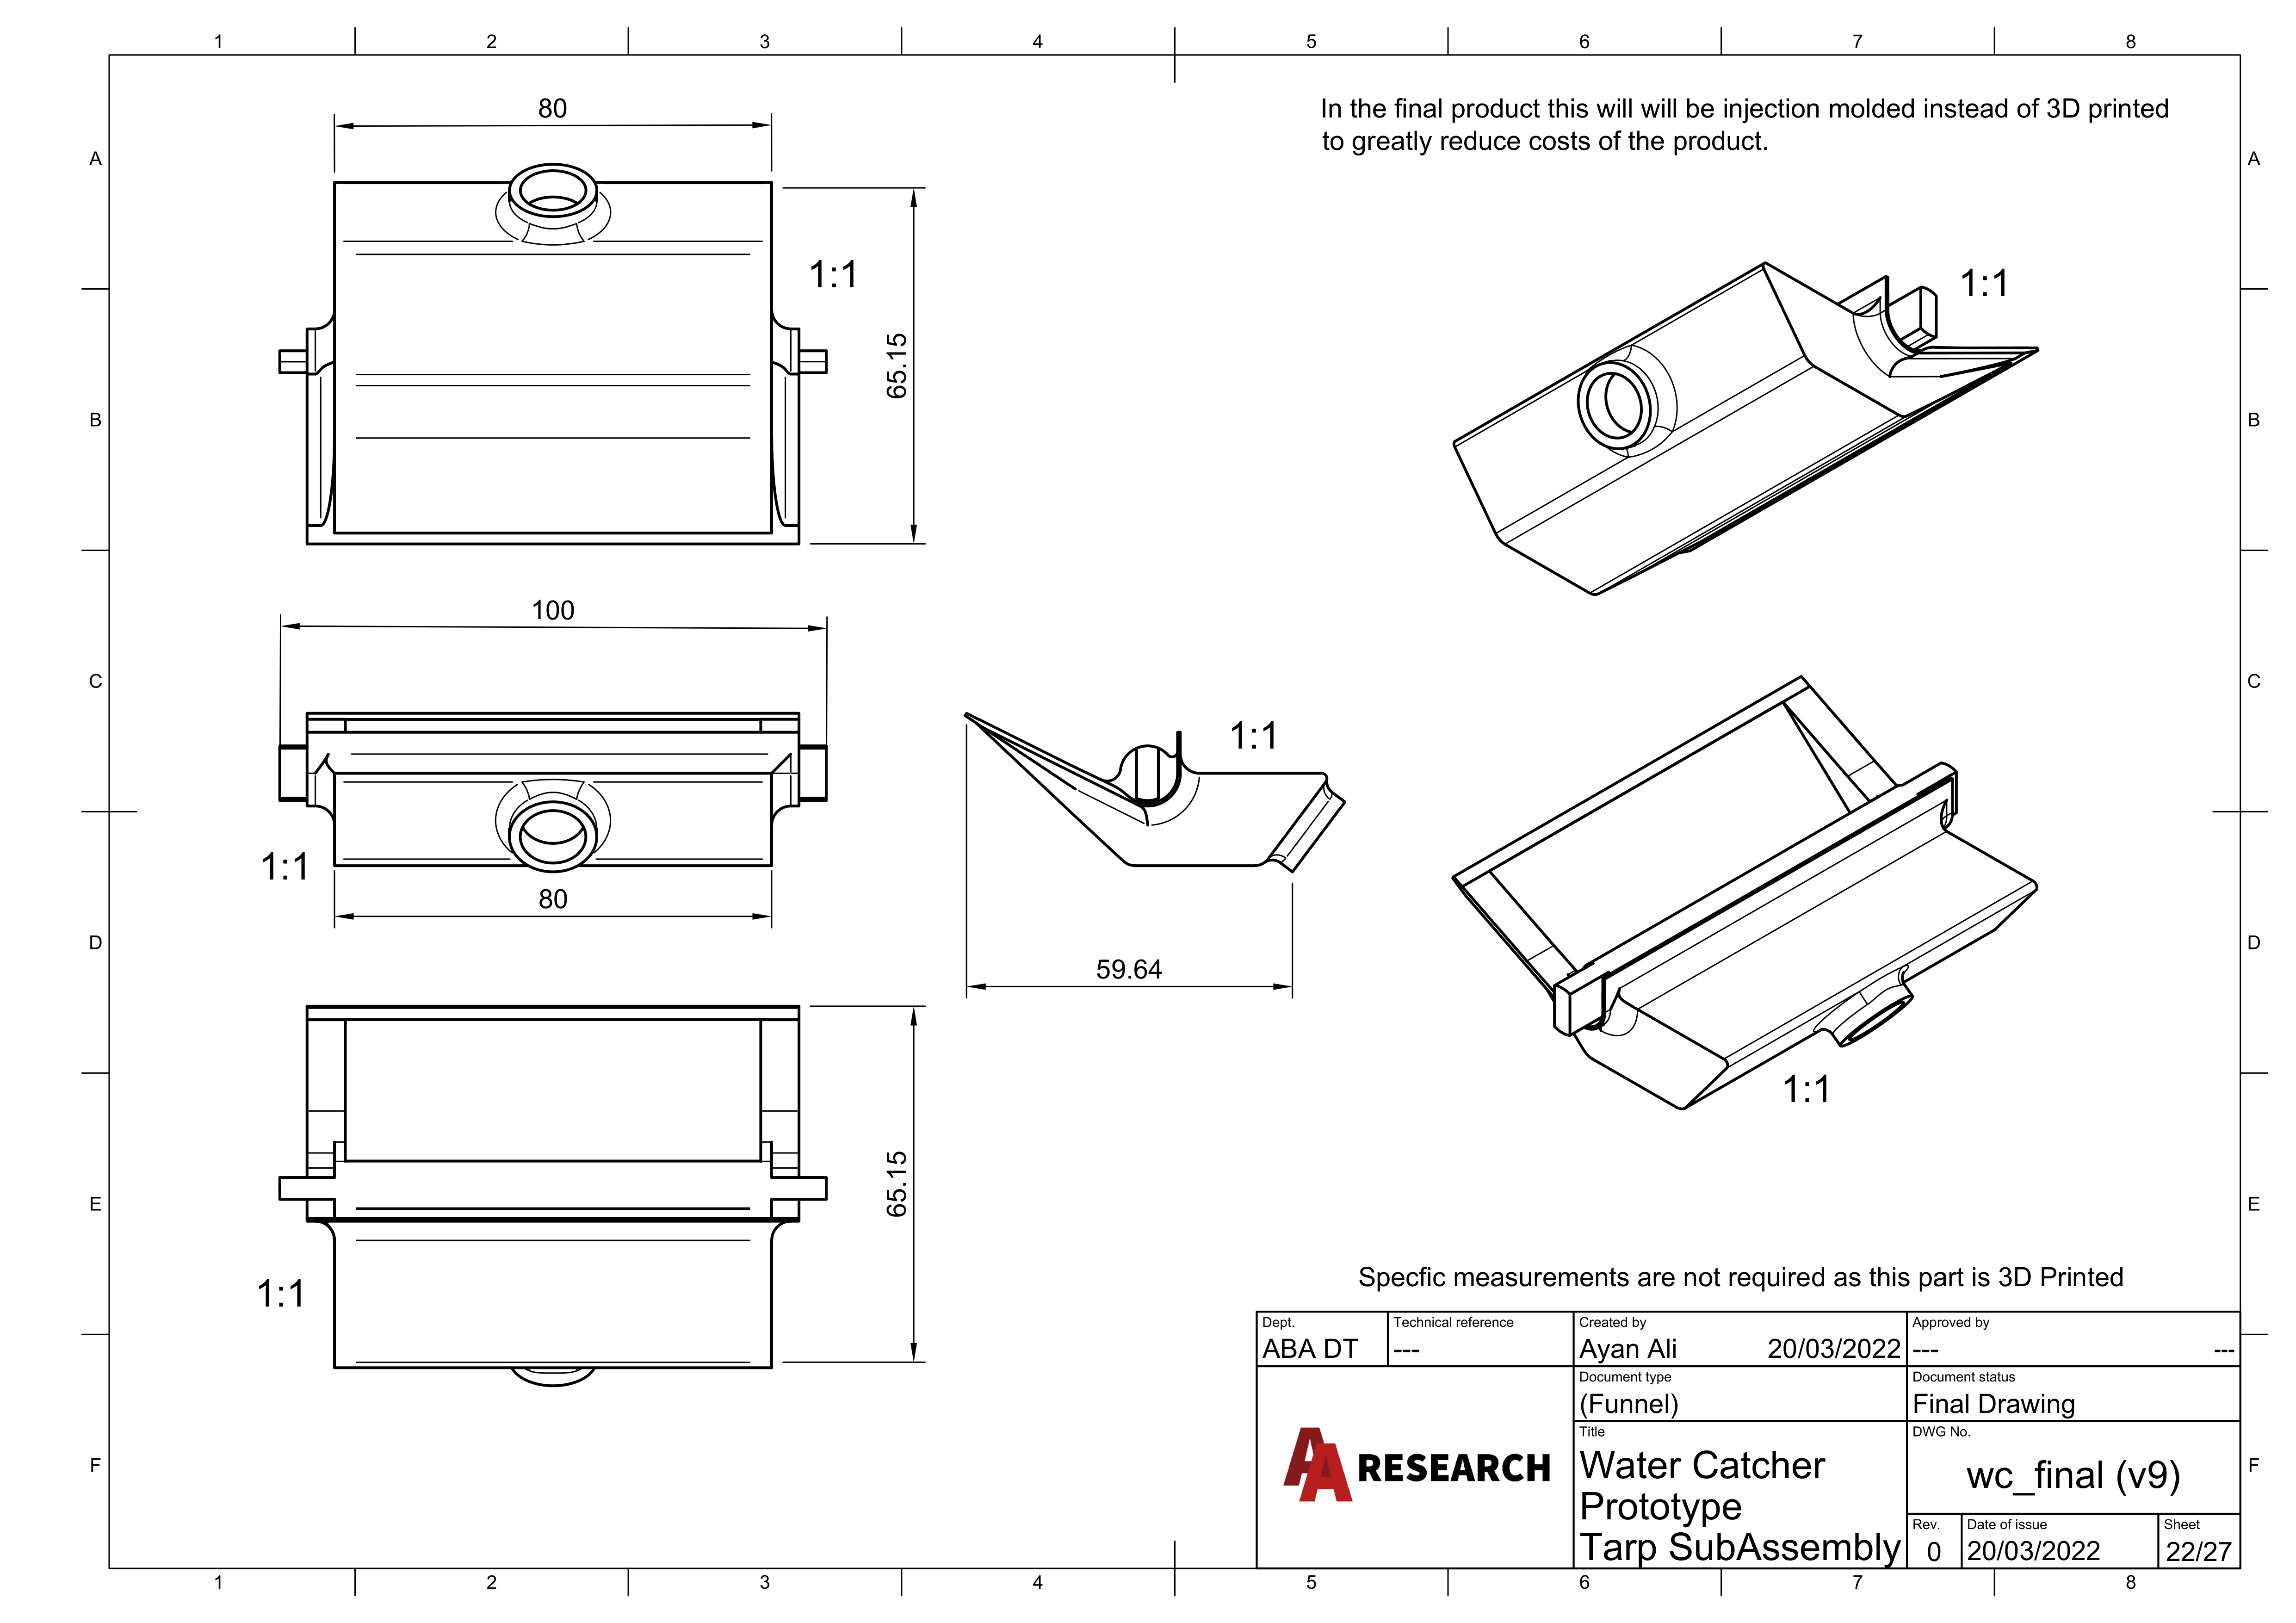 1 2 3 4 5 6 7 8
80
In the final product this will will be injection molded instead of 3D printed
to greatly reduce costs of the product.
A A
1:1
1:1
65.15
B B
100
C C
1:1
1:1
80
D D
59.64
1:1
65.15
E E
1:1
Specfic measurements are not required as this part is 3D Printed
Dept. Technical reference Created by Approved by
ABA DT --- Ayan Ali 20/03/2022 --- ---
Document type Document status
(Funnel) Final Drawing
Title DWG No.
AA RESEARCH
Water Catcher
Prototype
Tarp SubAssembly
wc_final (v9)
F F
Rev. Date of issue Sheet
0 20/03/2022 22/27
1 2 3 4 5 6 7 8